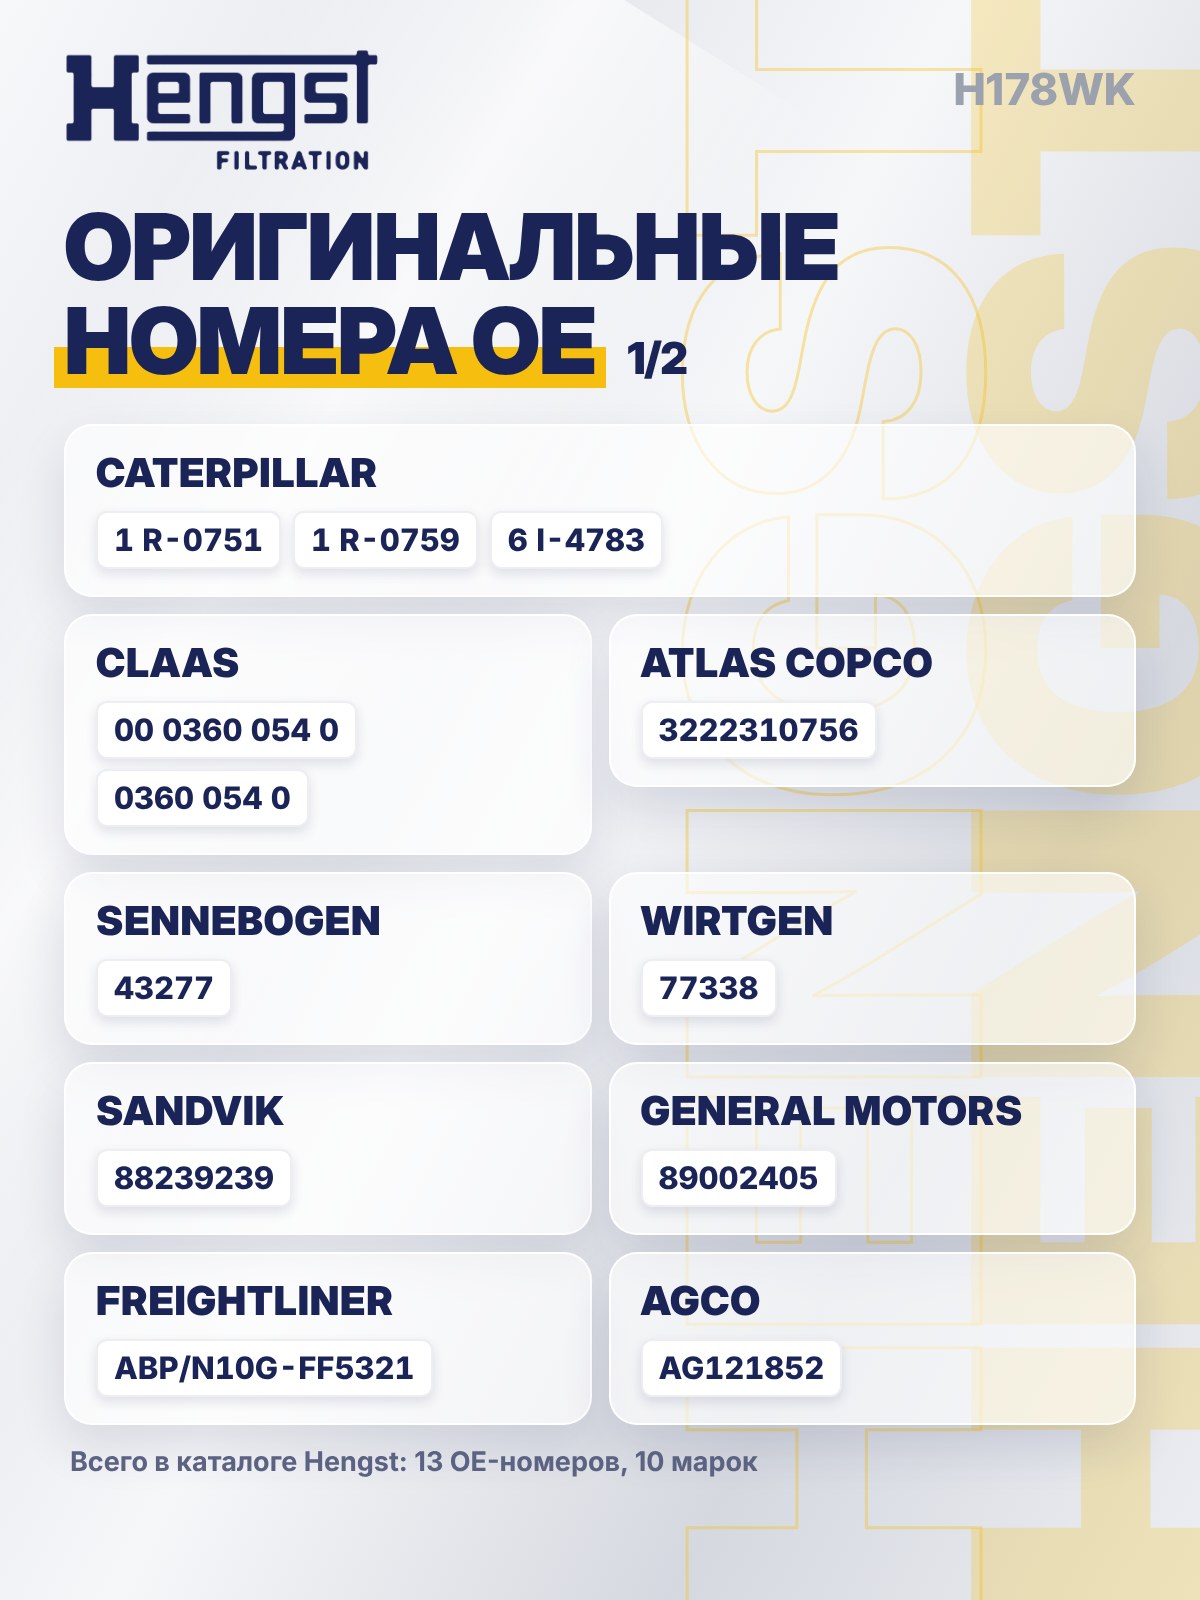 Hengst
FILTRATION
H178WK
ОРИГИНАЛЬНЫЕ
НОМЕРА ОЕ 1/2
CATERPILLAR
1 R-0751 1 R-0759 6 I-4783
CLAAS
00 0360 054 0
0360 054 0
ATLAS COPCO
3222310756
SENNEBOGEN
43277
WIRTGEN
77338
SANDVIK
88239239
GENERAL MOTORS
89002405
FREIGHTLINER
ABP/N10G-FF5321
AGCO
AG121852
Всего в каталоге Hengst: 13 ОЕ-номеров, 10 марок
HENGST